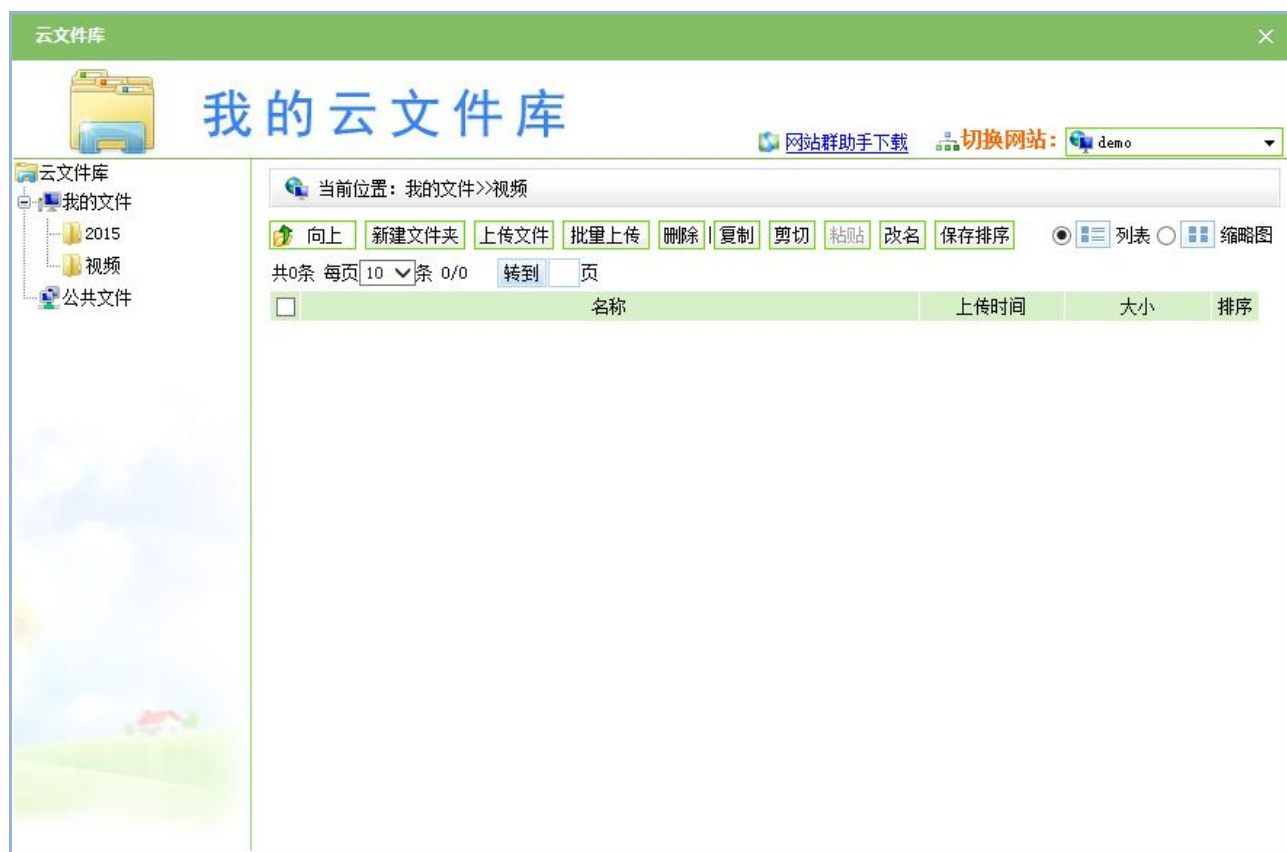 云文件库
我的云文件库
网站群助手下载 切换网站: demo
云文件库
我的文件
2015
视频
公共文件
当前位置: 我的文件>>视频
向上 新建文件夹 上传文件 批量上传 删除 | 复制 剪切 粘贴 改名 保存排序 列表 缩略图
共0条 每页 10 条 0/0 转到 页
名称 上传时间 大小 排序